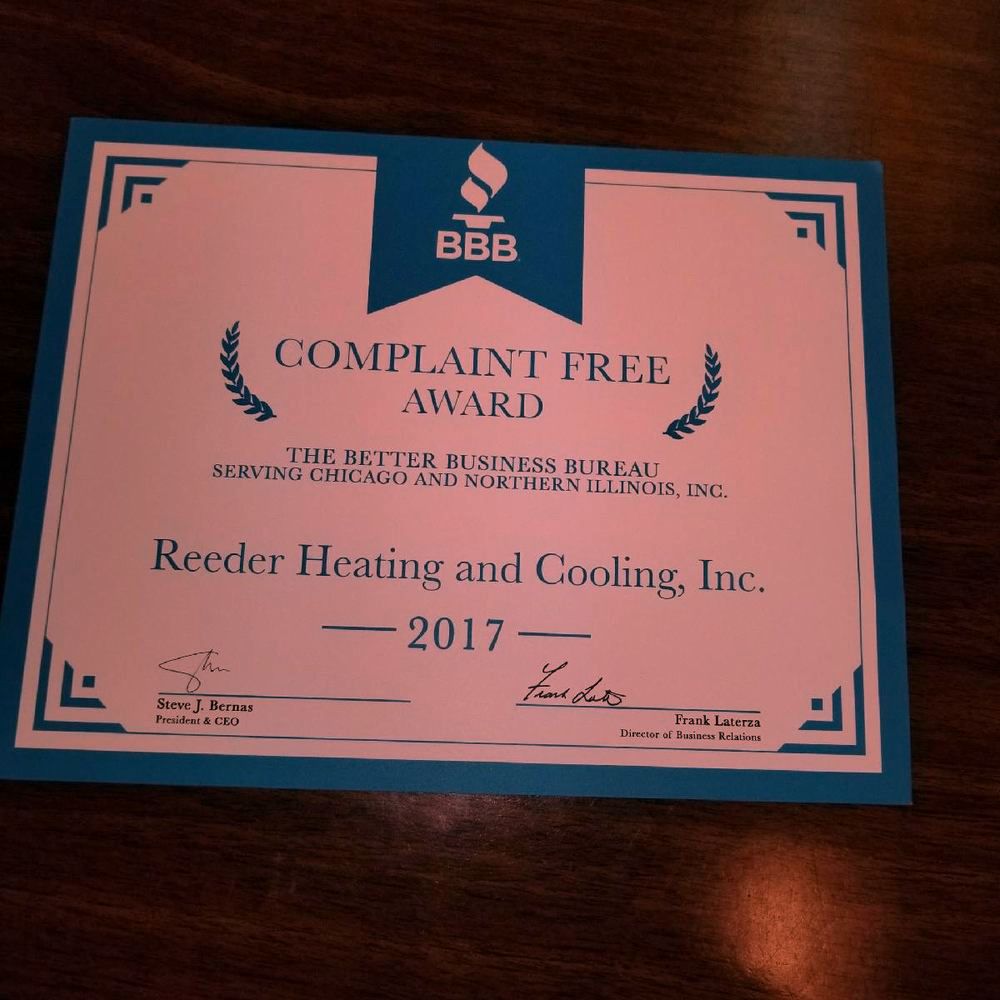 BBB
COMPLAINT FREE
AWARD
THE BETTER BUSINESS BUREAU
SERVING CHICAGO AND NORTHERN ILLINOIS, INC.
Reeder Heating and Cooling, Inc.
2017
Steve J. Bernas
President & CEO
Frank Laterza
Director of Business Relations